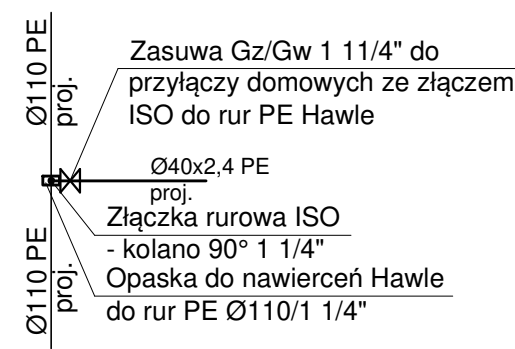 Ø110 PE
proj.
Zasuwa Gz/Gw 1 11/4" do
przyłączy domowych ze złączem
ISO do rur PE Hawle
Ø40x2,4 PE
proj.
Złączka rurowa ISO
- kolano 90° 1 1/4"
Opaska do nawierceń Hawle
do rur PE Ø110/1 1/4"
Ø110 PE
proj.